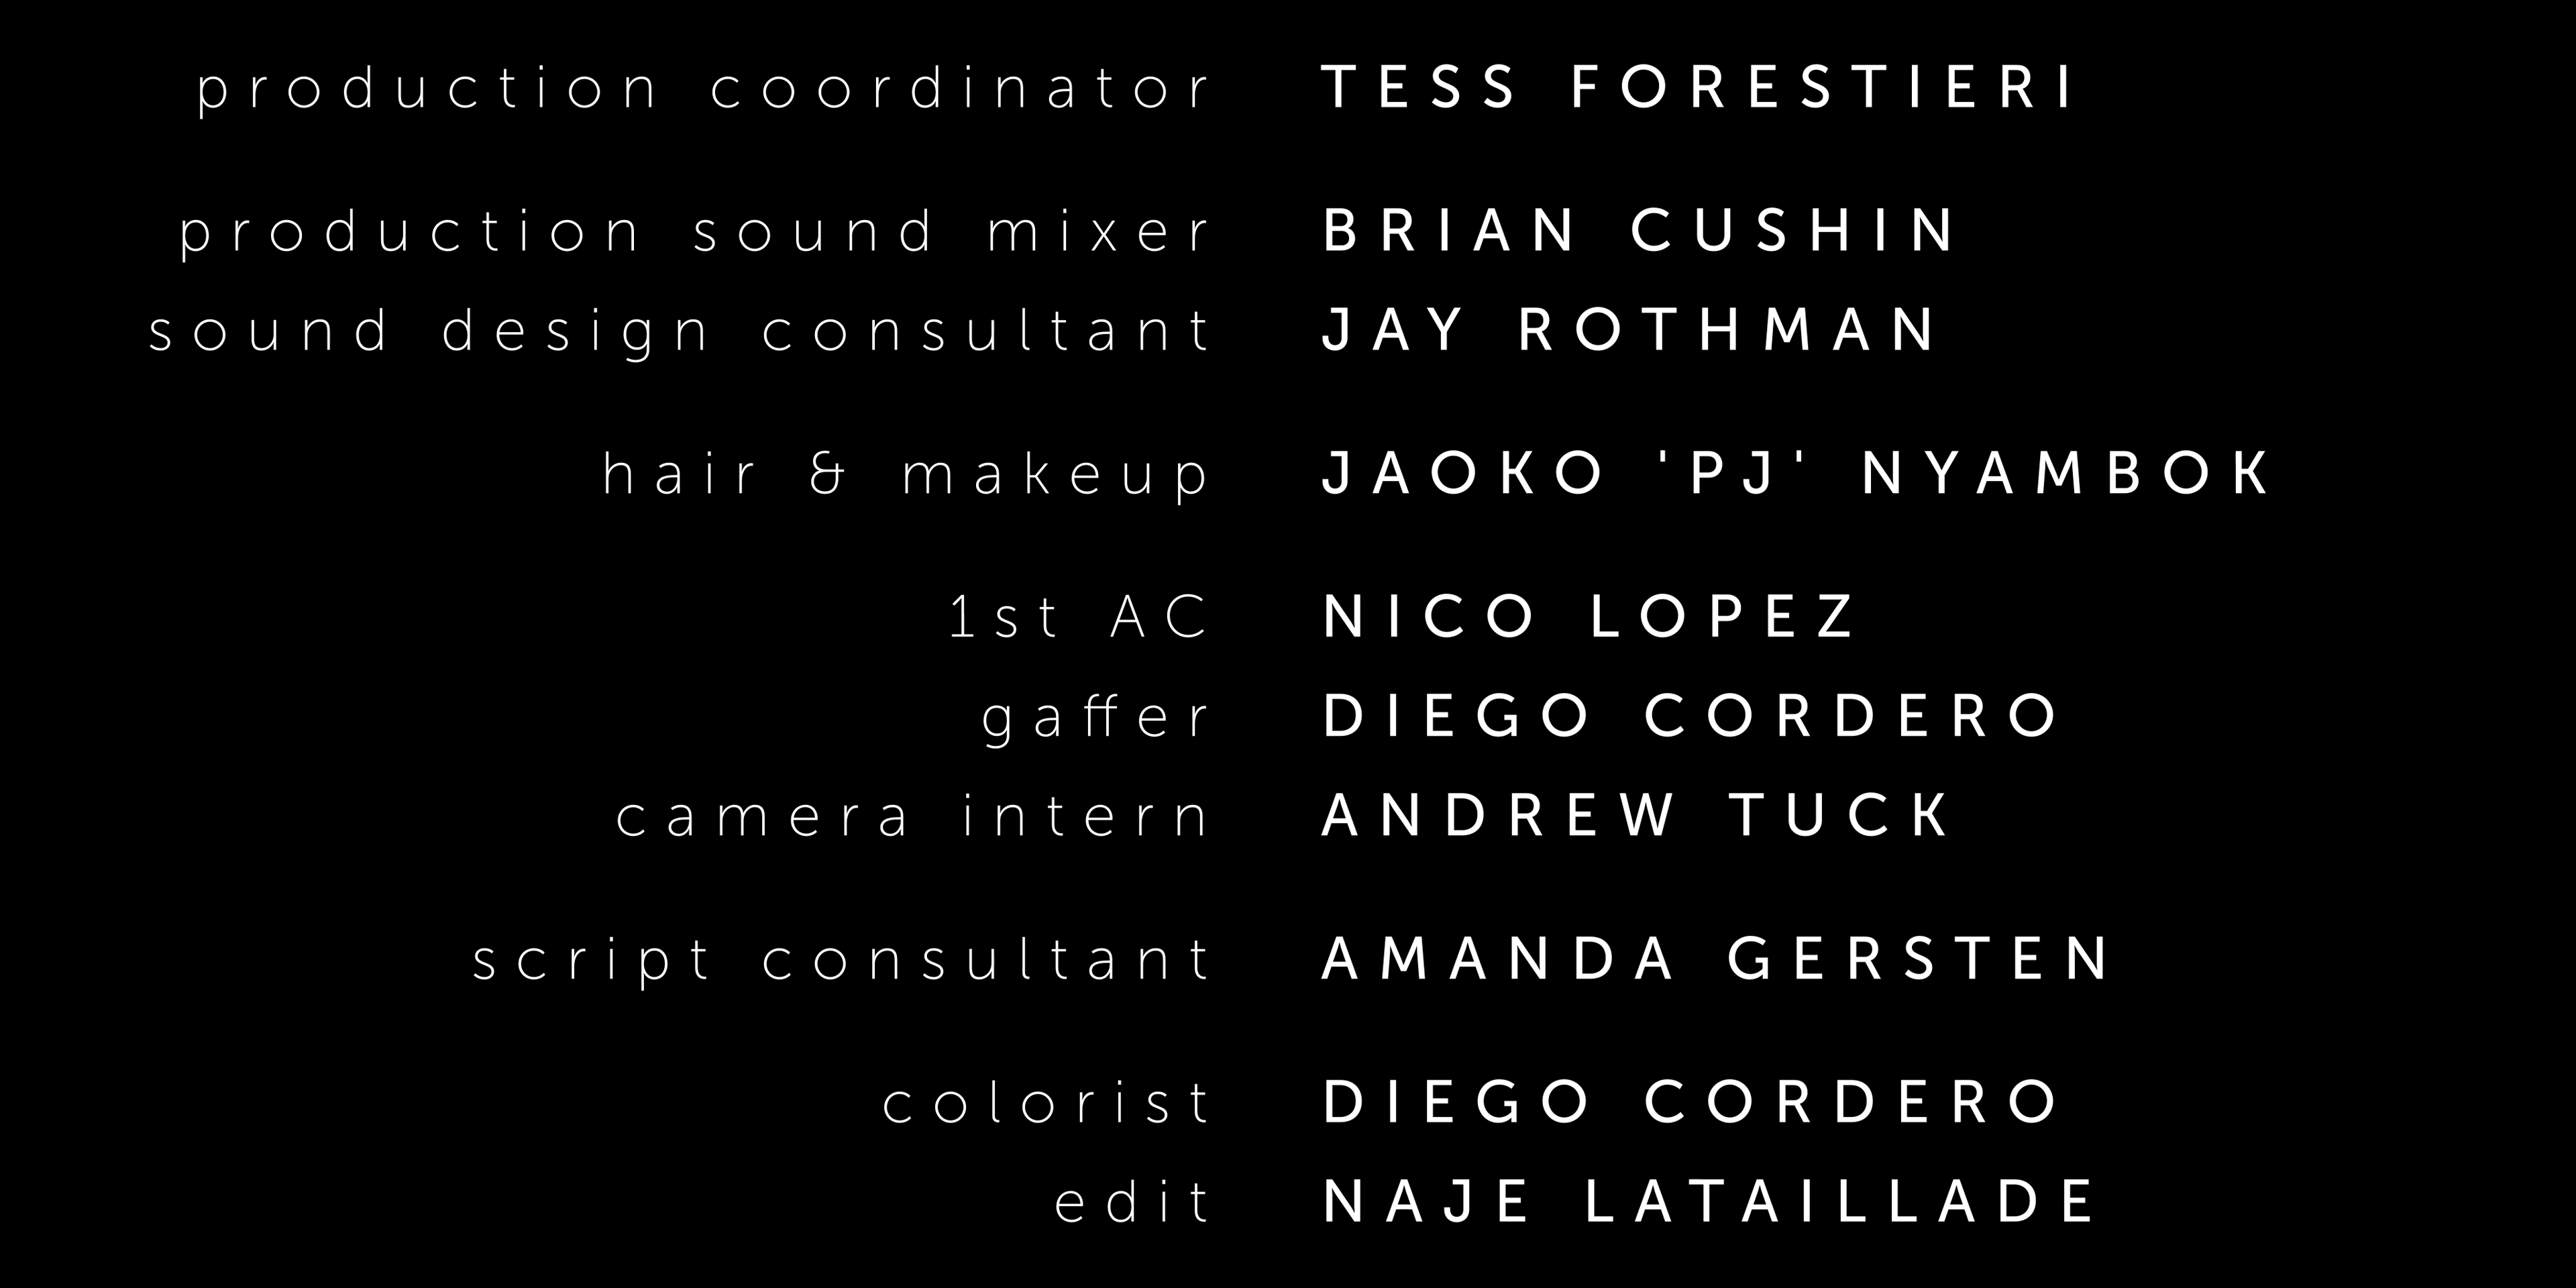 production coordinator TESS FORESTIERI
production sound mixer BRIAN CUSHIN
sound design consultant JAY ROTHMAN
hair & makeup JAOKO 'PJ' NYAMBOK
1st AC NICO LOPEZ
gaffer DIEGO CORDERO
camera intern ANDREW TUCK
script consultant AMANDA GERSTEN
colorist DIEGO CORDERO
edit NAJE LATAILLADE